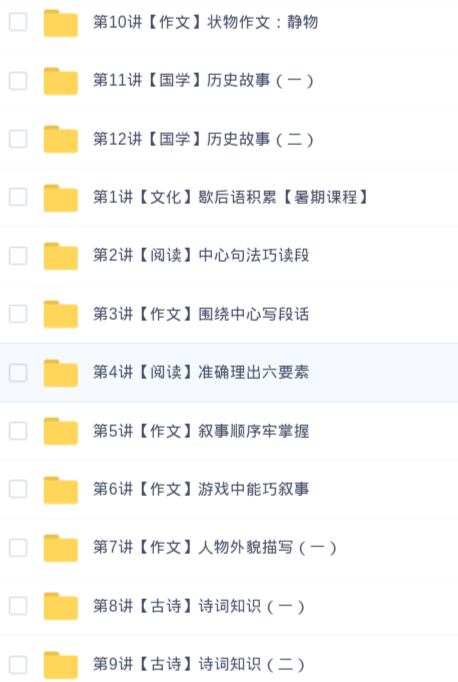 第10讲【作文】状物作文：静物
第11讲【国学】历史故事（一）
第12讲【国学】历史故事（二）
第1讲【文化】歇后语积累【暑期课程】
第2讲【阅读】中心句法巧读段
第3讲【作文】围绕中心写段话
第4讲【阅读】准确理出六要素
第5讲【作文】叙事顺序牢掌握
第6讲【作文】游戏中能巧叙事
第7讲【作文】人物外貌描写（一）
第8讲【古诗】诗词知识（一）
第9讲【古诗】诗词知识（二）